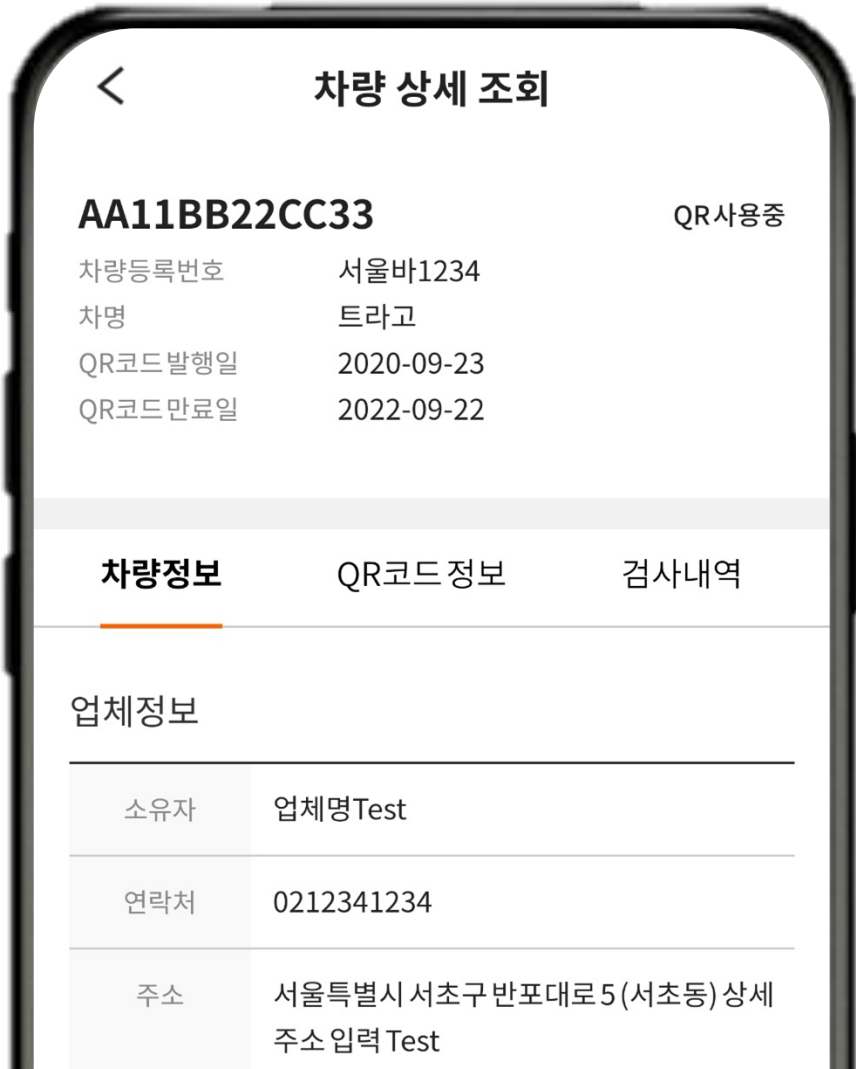 차량 상세 조회
AA11BB22CC33 QR사용중
차량등록번호 서울바1234
차명 트라고
QR코드발행일 2020-09-23
QR코드만료일 2022-09-22
차량정보 QR코드 정보 검사내역
업체정보
소유자 업체명Test
연락처 0212341234
주소 서울특별시 서초구 반포대로 5 (서초동) 상세
주소 입력 Test